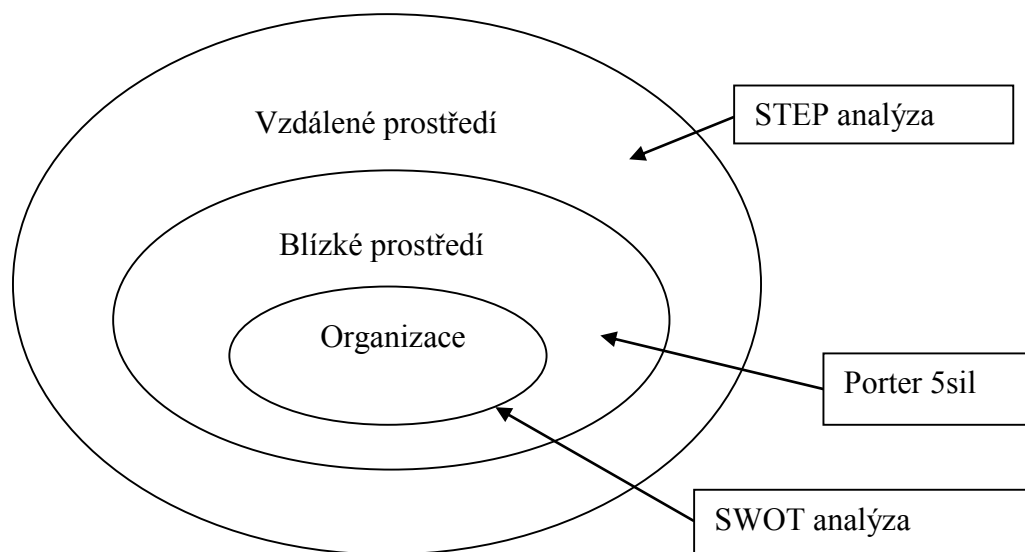 STEP analýza
Vzdálené prostředí
Blízké prostředí
Organizace
Porter 5sil
SWOT analýza